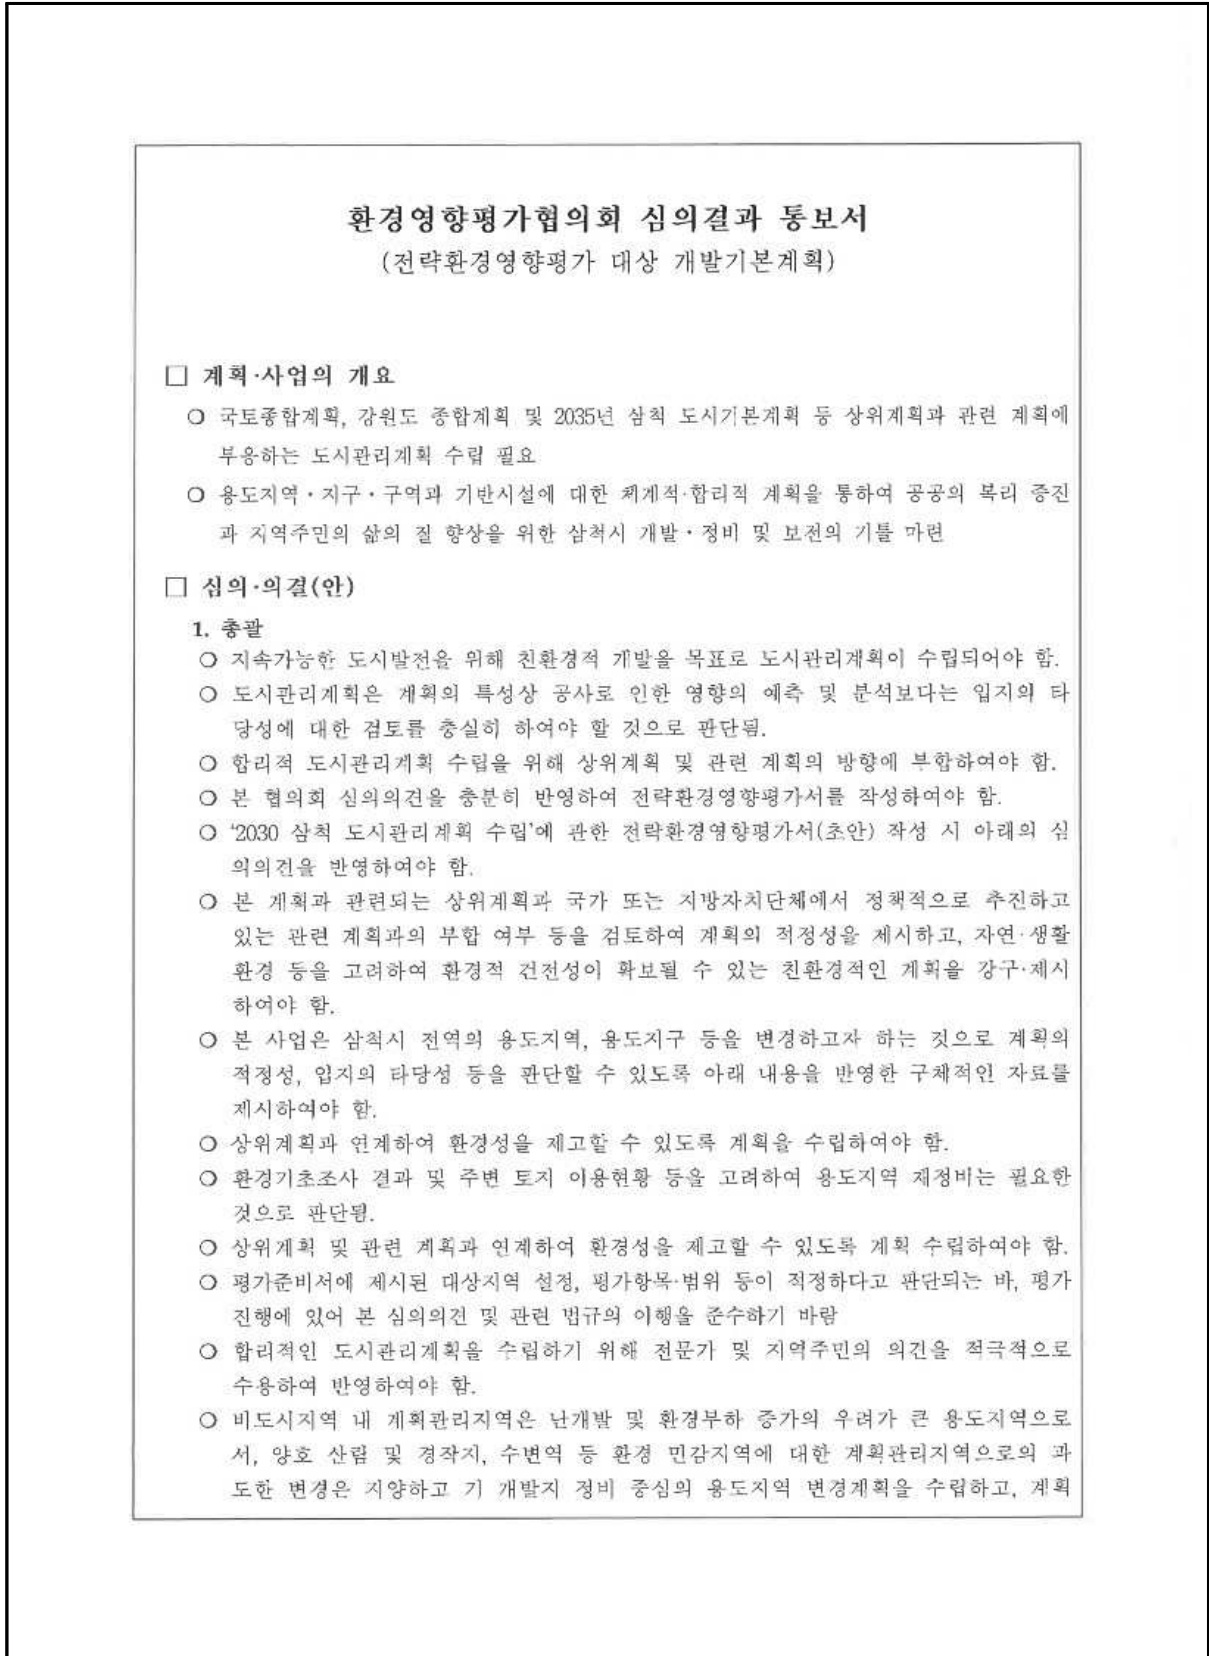 환경영향평가협의회 심의결과 통보서
(전략환경영향평가 대상 개발기본계획)
□ 계획·사업의 개요
❍ 국토종합계획, 강원도 종합계획 및 2035년 삼척 도시기본계획 등 상위계획과 관련 계획에
부응하는 도시관리계획 수립 필요
❍ 용도지역・지구・구역과 기반시설에 대한 체계적·합리적 계획을 통하여 공공의 복리 증진
과 지역주민의 삶의 질 향상을 위한 삼척시 개발・정비 및 보전의 기틀 마련
□ 심의·의결(안)
1. 총괄
❍ 지속가능한 도시발전을 위해 친환경적 개발을 목표로 도시관리계획이 수립되어야 함.
❍ 도시관리계획은 계획의 특성상 공사로 인한 영향의 예측 및 분석보다는 입지의 타
당성에 대한 검토를 충실히 하여야 할 것으로 판단됨.
❍ 합리적 도시관리계획 수립을 위해 상위계획 및 관련 계획의 방향에 부합하여야 함.
❍ 본 협의회 심의의견을 충분히 반영하여 전략환경영향평가서를 작성하여야 함.
❍ '2030 삼척 도시관리계획 수립'에 관한 전략환경영향평가서(초안) 작성 시 아래의 심
의의견을 반영하여야 함.
❍ 본 계획과 관련되는 상위계획과 국가 또는 지방자치단체에서 정책적으로 추진하고
있는 관련 계획과의 부합 여부 등을 검토하여 계획의 적정성을 제시하고, 자연·생활
환경 등을 고려하여 환경적 건전성이 확보될 수 있는 친환경적인 계획을 강구·제시
하여야 함.
❍ 본 사업은 삼척시 전역의 용도지역, 용도지구 등을 변경하고자 하는 것으로 계획의
적정성, 입지의 타당성 등을 판단할 수 있도록 아래 내용을 반영한 구체적인 자료를
제시하여야 함.
❍ 상위계획과 연계하여 환경성을 제고할 수 있도록 계획을 수립하여야 함.
❍ 환경기초조사 결과 및 주변 토지 이용현황 등을 고려하여 용도지역 재정비는 필요한
것으로 판단됨.
❍ 상위계획 및 관련 계획과 연계하여 환경성을 제고할 수 있도록 계획 수립하여야 함.
❍ 평가준비서에 제시된 대상지역 설정, 평가항목·범위 등이 적정하다고 판단되는 바, 평가
진행에 있어 본 심의의견 및 관련 법규의 이행을 준수하기 바람
❍ 합리적인 도시관리계획을 수립하기 위해 전문가 및 지역주민의 의견을 적극적으로
수용하여 반영하여야 함.
❍ 비도시지역 내 계획관리지역은 난개발 및 환경부하 증가의 우려가 큰 용도지역으로
서, 양호 산림 및 경작지, 수변역 등 환경 민감지역에 대한 계획관리지역으로의 과
도한 변경은 지양하고 기 개발지 정비 중심의 용도지역 변경계획을 수립하고, 계획